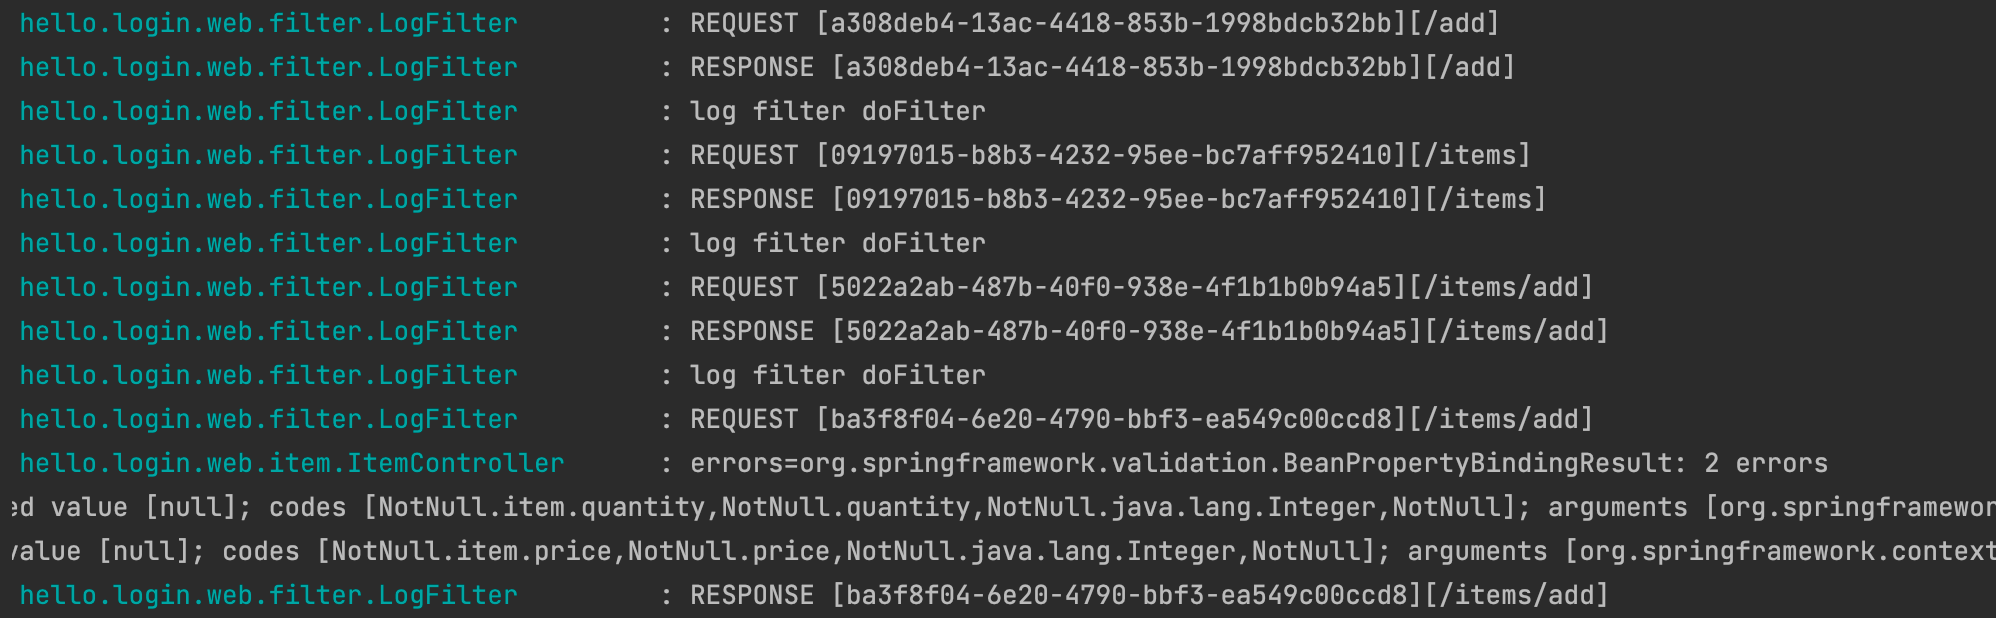 hello.login.web.filter.LogFilter : REQUEST [a308deb4-13ac-4418-853b-1998bdcb32bb][/add]
hello.login.web.filter.LogFilter : RESPONSE [a308deb4-13ac-4418-853b-1998bdcb32bb][/add]
hello.login.web.filter.LogFilter : log filter doFilter
hello.login.web.filter.LogFilter : REQUEST [09197015-b8b3-4232-95ee-bc7aff952410][/items]
hello.login.web.filter.LogFilter : RESPONSE [09197015-b8b3-4232-95ee-bc7aff952410][/items]
hello.login.web.filter.LogFilter : log filter doFilter
hello.login.web.filter.LogFilter : REQUEST [5022a2ab-487b-40f0-938e-4f1b1b0b94a5][/items/add]
hello.login.web.filter.LogFilter : RESPONSE [5022a2ab-487b-40f0-938e-4f1b1b0b94a5][/items/add]
hello.login.web.filter.LogFilter : log filter doFilter
hello.login.web.filter.LogFilter : REQUEST [ba3f8f04-6e20-4790-bbf3-ea549c00ccd8][/items/add]
hello.login.web.item.ItemController : errors=org.springframework.validation.BeanPropertyBindingResult: 2 errors
ed value [null]; codes [NotNull.item.quantity,NotNull.quantity,NotNull.java.lang.Integer,NotNull]; arguments [org.springframewor
value [null]; codes [NotNull.item.price,NotNull.price,NotNull.java.lang.Integer,NotNull]; arguments [org.springframework.context
hello.login.web.filter.LogFilter : RESPONSE [ba3f8f04-6e20-4790-bbf3-ea549c00ccd8][/items/add]